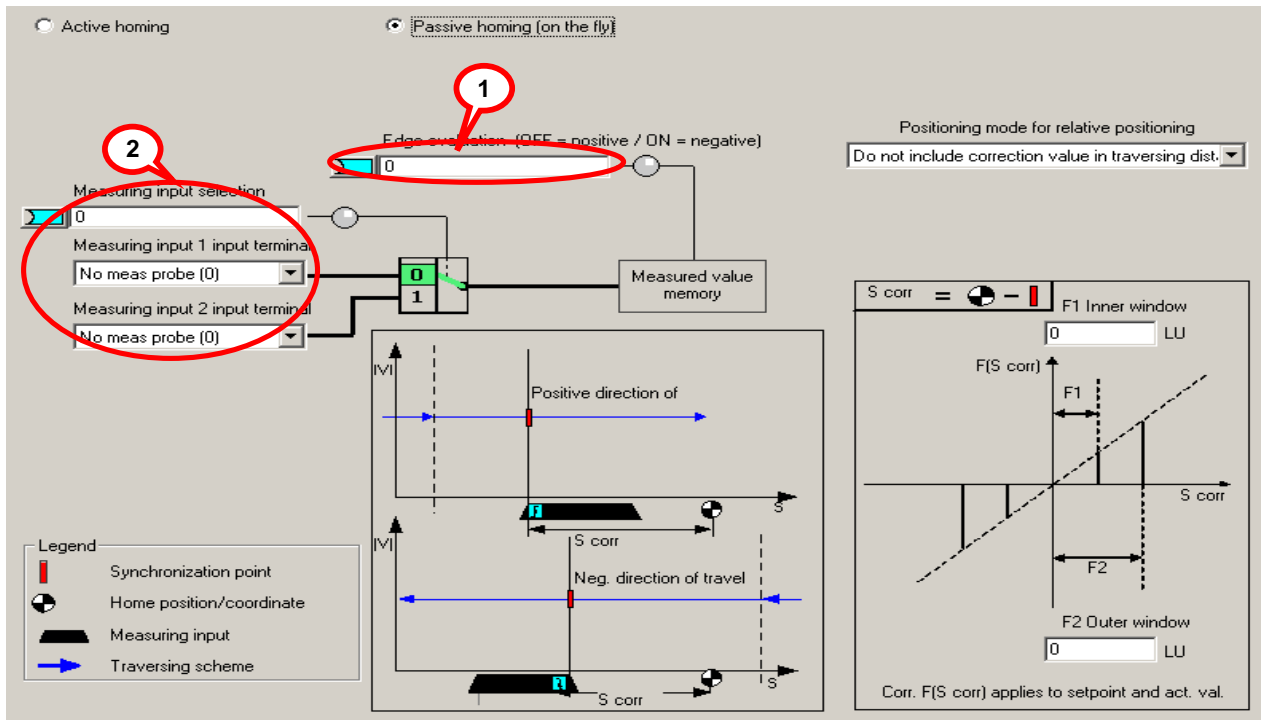 Active homing
Passive homing (on the fly)
1
Edge evaluation (OFF = positive / ON = negative)
0
Positioning mode for relative positioning
Do not include correction value in traversing dist.
2
Measuring input selection
0
Measuring input 1 input terminal
No meas probe (0)
0
1
Measuring input 2 input terminal
No meas probe (0)
Measured value
memory
|V|
Positive direction of
S
S corr
|V|
Neg. direction of travel
S
S corr
Legend
Synchronization point
Home position/coordinate
Measuring input
Traversing scheme
S corr = -
F1 Inner window
0 LU
F(S corr)
F1
S corr
F2
F2 Outer window
0 LU
Corr. F(S corr) applies to setpoint and act. val.